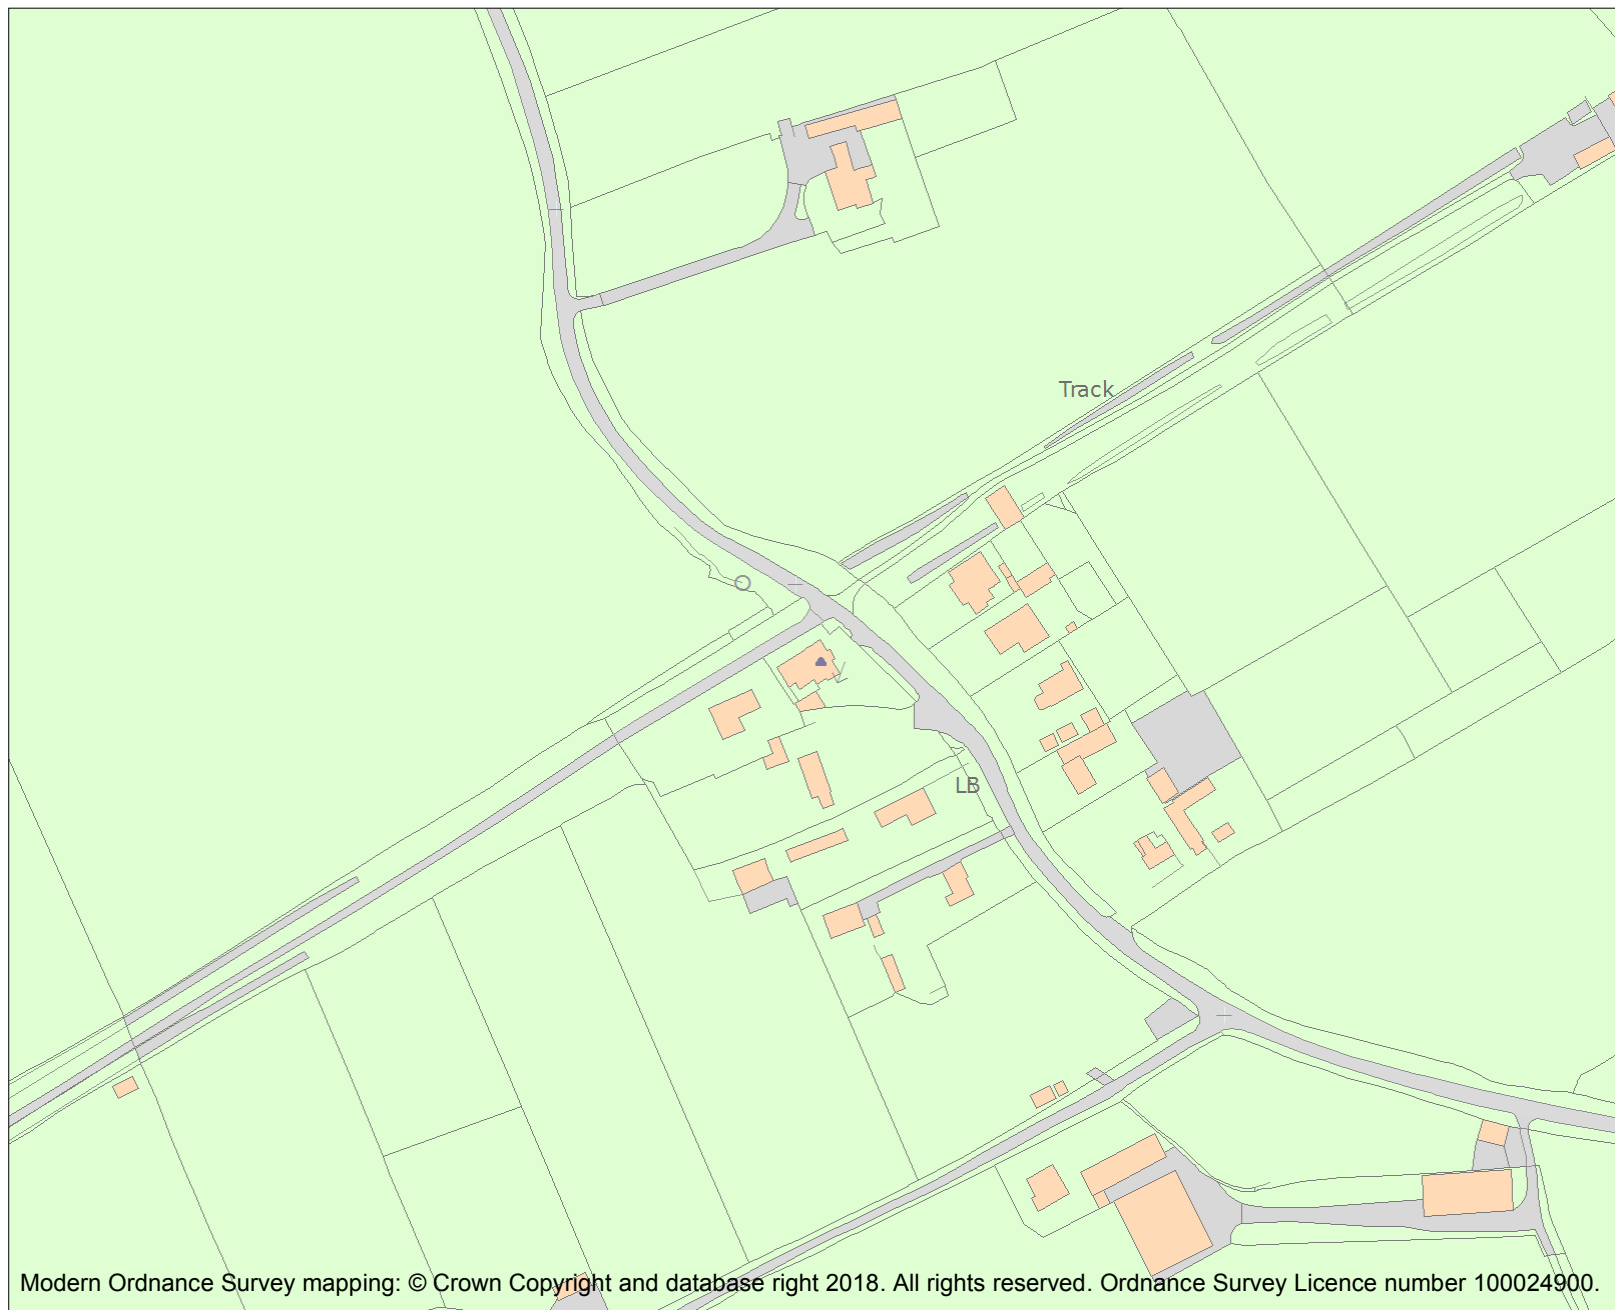 Track
LB
Modern Ordnance Survey mapping: © Crown Copyright and database right 2018. All rights reserved. Ordnance Survey Licence number 100024900.